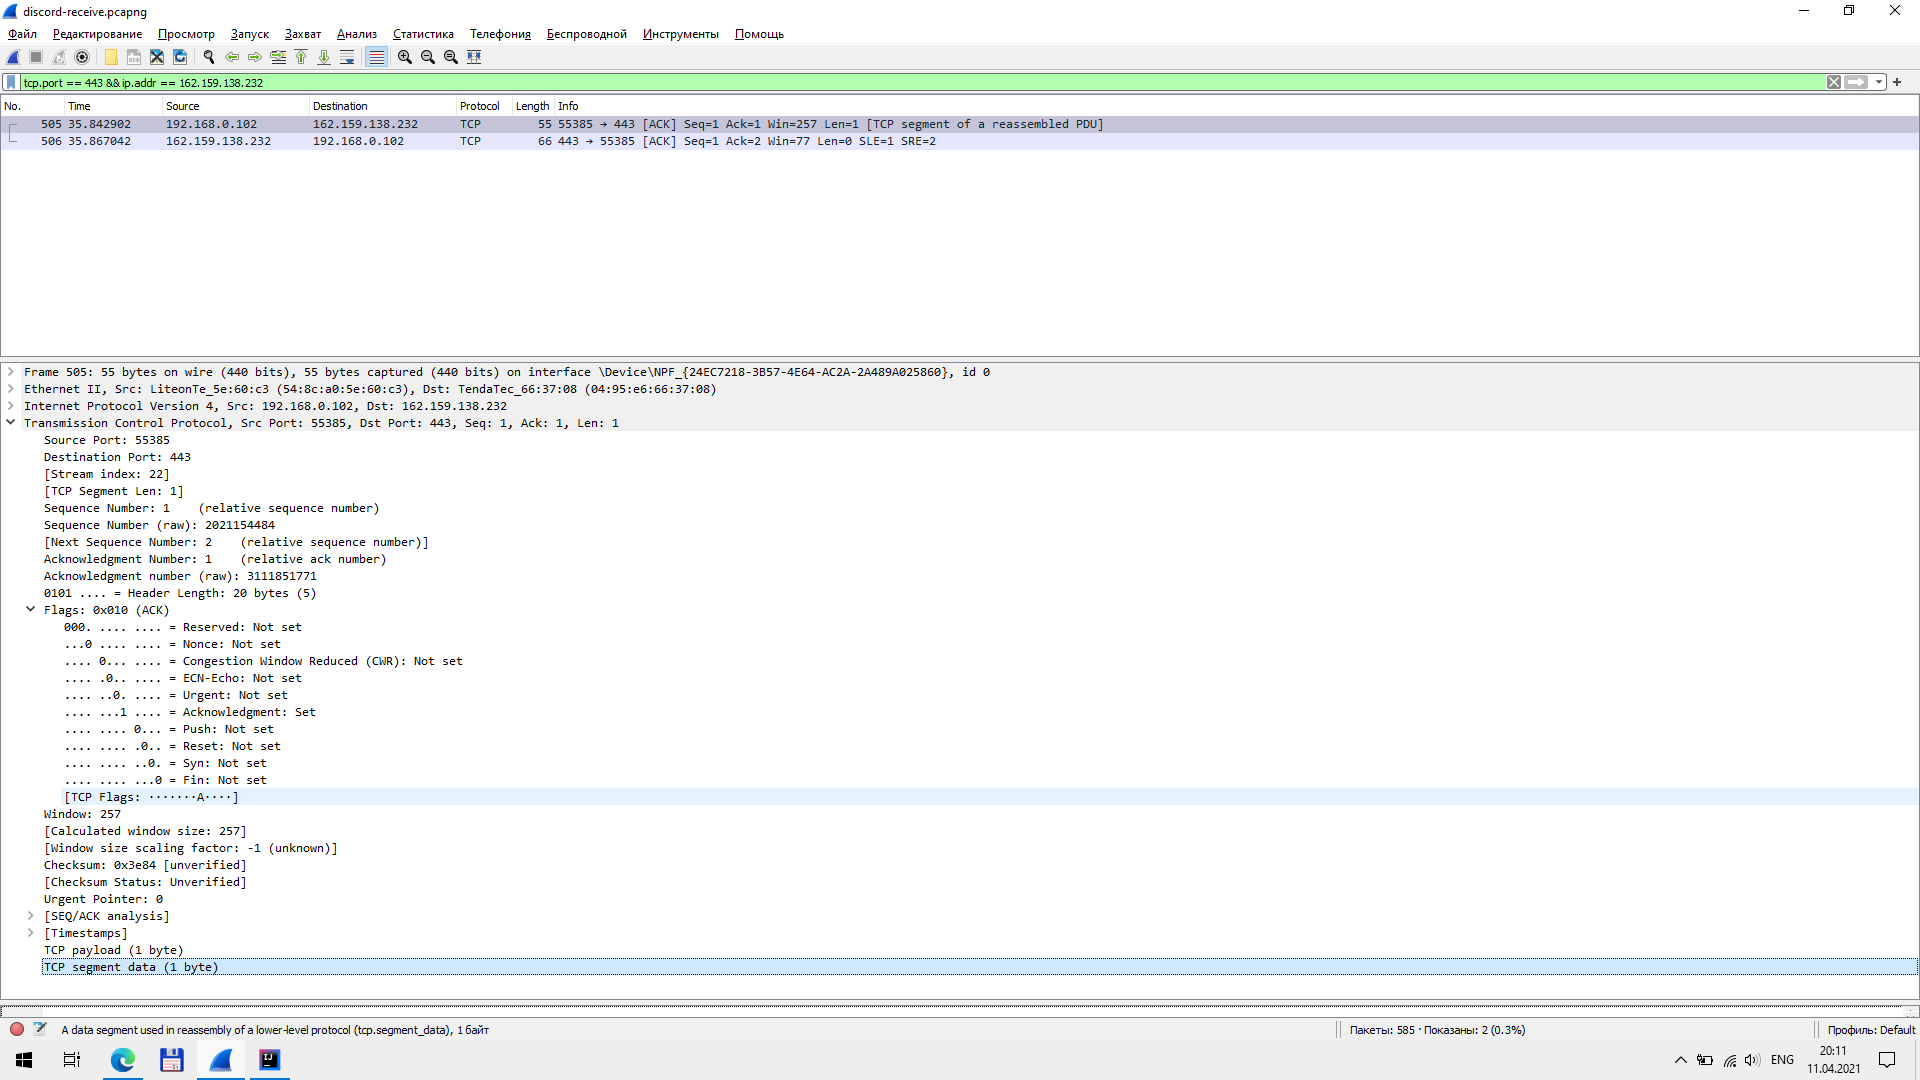 discord-receive.pcapng
Файл Редактирование Просмотр Запуск Захват Анализ Статистика Телефония Беспроводной Инструменты Помощь
tcp.port == 443 && ip.addr == 162.159.138.232
No. Time Source Destination Protocol Length Info
505 35.842902 192.168.0.102 162.159.138.232 TCP 55 55385 → 443 [ACK] Seq=1 Ack=1 Win=257 Len=1 [TCP segment of a reassembled PDU]
506 35.867042 162.159.138.232 192.168.0.102 TCP 66 443 → 55385 [ACK] Seq=1 Ack=2 Win=77 Len=0 SLE=1 SRE=2
Frame 505: 55 bytes on wire (440 bits), 55 bytes captured (440 bits) on interface \Device\NPF_{24EC7218-3B57-4E64-AC2A-2A489A025860}, id 0
Ethernet II, Src: LiteonTe_5e:60:c3 (54:8c:a0:5e:60:c3), Dst: TendaTec_66:37:08 (04:95:e6:66:37:08)
Internet Protocol Version 4, Src: 192.168.0.102, Dst: 162.159.138.232
Transmission Control Protocol, Src Port: 55385, Dst Port: 443, Seq: 1, Ack: 1, Len: 1
Source Port: 55385
Destination Port: 443
[Stream index: 22]
[TCP Segment Len: 1]
Sequence Number: 1 (relative sequence number)
Sequence Number (raw): 2021154484
[Next Sequence Number: 2 (relative sequence number)]
Acknowledgment Number: 1 (relative ack number)
Acknowledgment number (raw): 3111851771
0101 .... = Header Length: 20 bytes (5)
Flags: 0x010 (ACK)
000. .... .... = Reserved: Not set
...0 .... .... = Nonce: Not set
.... 0... .... = Congestion Window Reduced (CWR): Not set
.... .0.. .... = ECN-Echo: Not set
.... ..0. .... = Urgent: Not set
.... ...1 .... = Acknowledgment: Set
.... .... 0... = Push: Not set
.... .... .0.. = Reset: Not set
.... .... ..0. = Syn: Not set
.... .... ...0 = Fin: Not set
[TCP Flags: ·······A····]
Window: 257
[Calculated window size: 257]
[Window size scaling factor: -1 (unknown)]
Checksum: 0x3e84 [unverified]
[Checksum Status: Unverified]
Urgent Pointer: 0
[SEQ/ACK analysis]
[Timestamps]
TCP payload (1 byte)
TCP segment data (1 byte)
A data segment used in reassembly of a lower-level protocol (tcp.segment_data), 1 байт
Пакеты: 585 · Показаны: 2 (0.3%)
Профиль: Default
ENG
20:11
11.04.2021